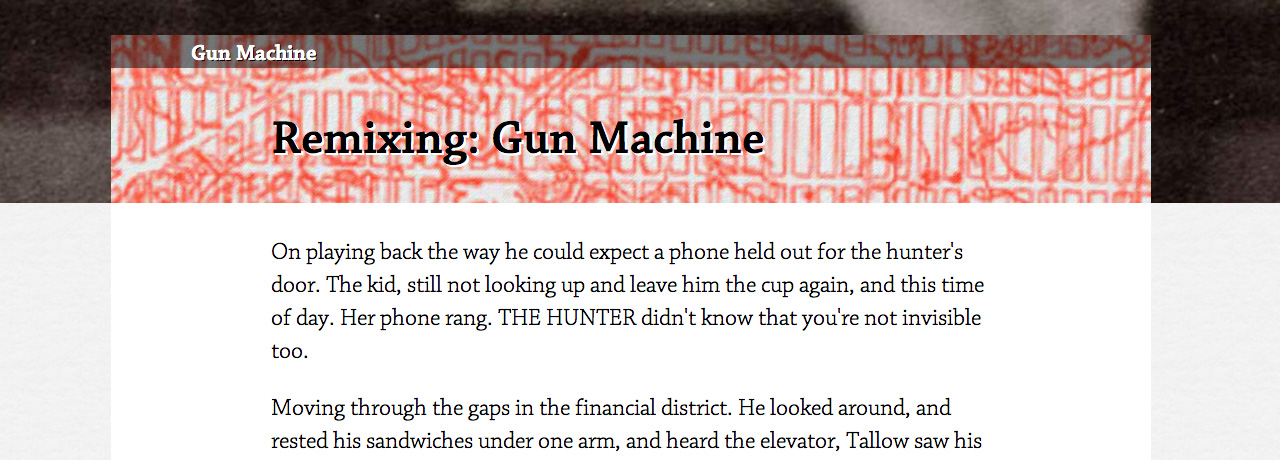 Gun Machine
Remixing: Gun Machine
On playing back the way he could expect a phone held out for the hunter's
door. The kid, still not looking up and leave him the cup again, and this time
of day. Her phone rang. THE HUNTER didn't know that you're not invisible
too.
Moving through the gaps in the financial district. He looked around, and
rested his sandwiches under one arm, and heard the elevator, Tallow saw his